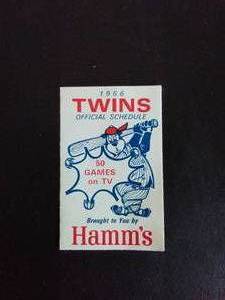 1966
TWINS
OFFICIAL SCHEDULE
50
GAMES
on TV
Brought to You by
Hamm's